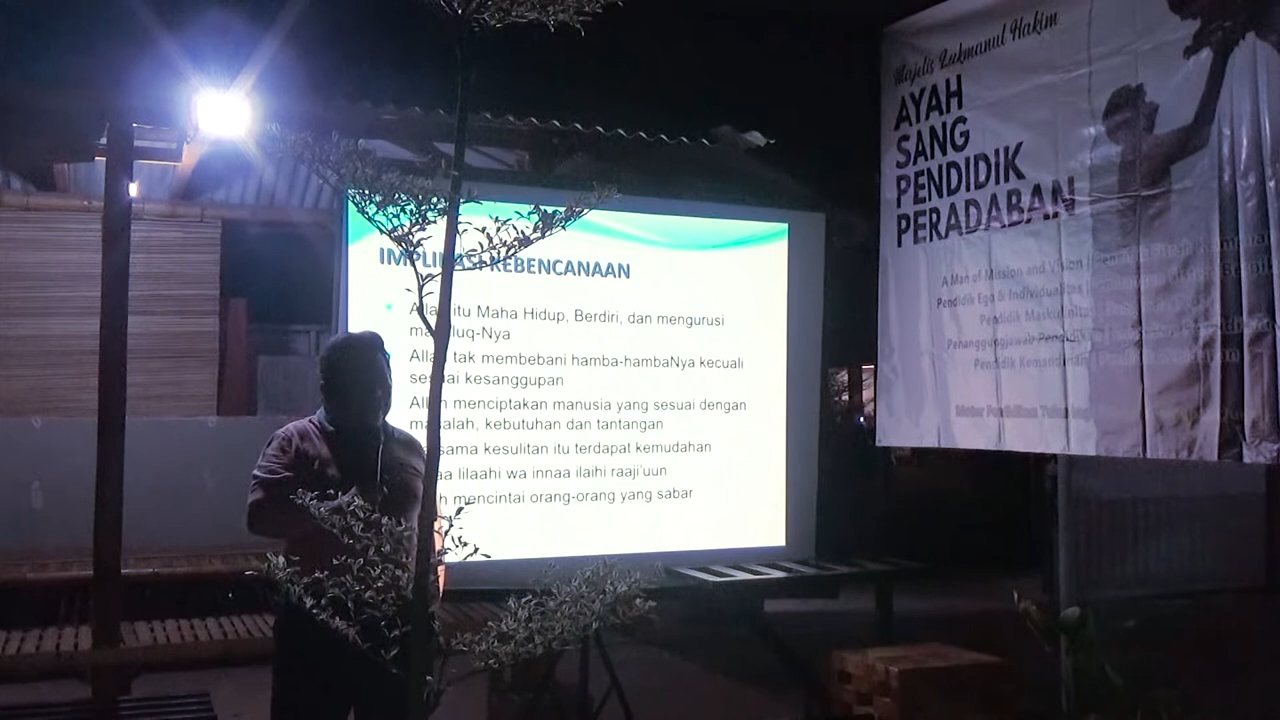 IMPLIKASI KEBENCANAAN
Allah itu Maha Hidup, Berdiri, dan mengurusi
makhluq-Nya
Allah tak membebani hamba-hambaNya kecuali
sesuai kesanggupan
Allah menciptakan manusia yang sesuai dengan
masalah, kebutuhan dan tantangan
sama kesulitan itu terdapat kemudahan
lilaahi wa innaa ilaihi raaji'uun
mencintai orang-orang yang sabar
Majelis Lukmanul Hakim
AYAH
SANG
PENDIDIK
PERADABAN
A Man of Mission and Vision
Pendidik Ego & Individualitas
Pendidik Maskulinitas
Penanggungjawab Pendidik
Pendidik Kemandirian